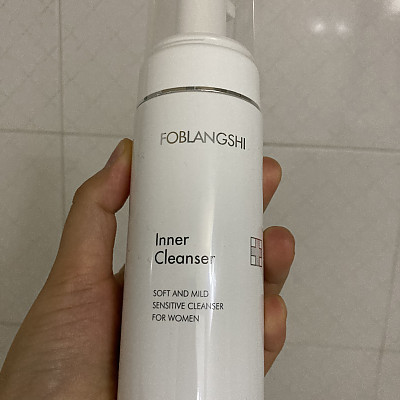 FOBLANGSHI
Inner
Cleanser
SOFT AND MILD
SENSITIVE CLEANSER
FOR WOMEN